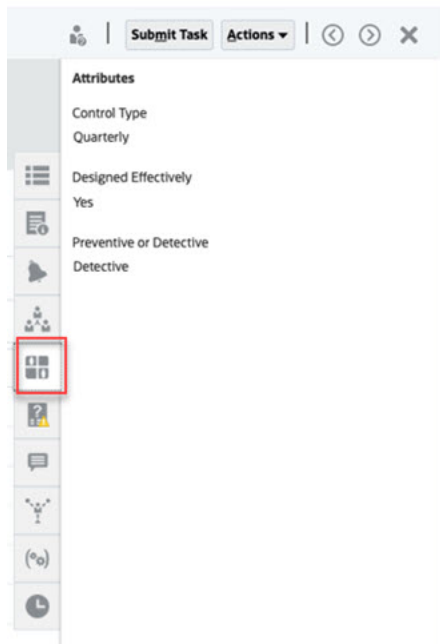 Submit Task Actions
Attributes
Control Type
Quarterly
Designed Effectively
Yes
Preventive or Detective
Detective